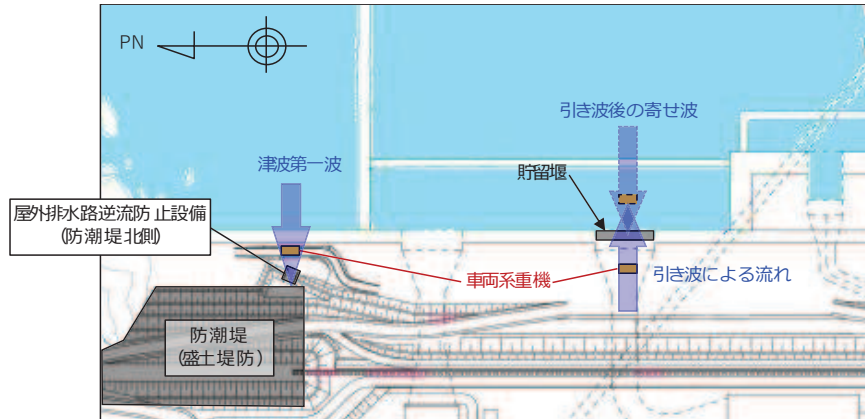 PN
引き波後の寄せ波
津波第一波
貯留堰
屋外排水路逆流防止設備
(防潮堤北側)
車両系重機
引き波による流れ
防潮堤
(盛土堤防)